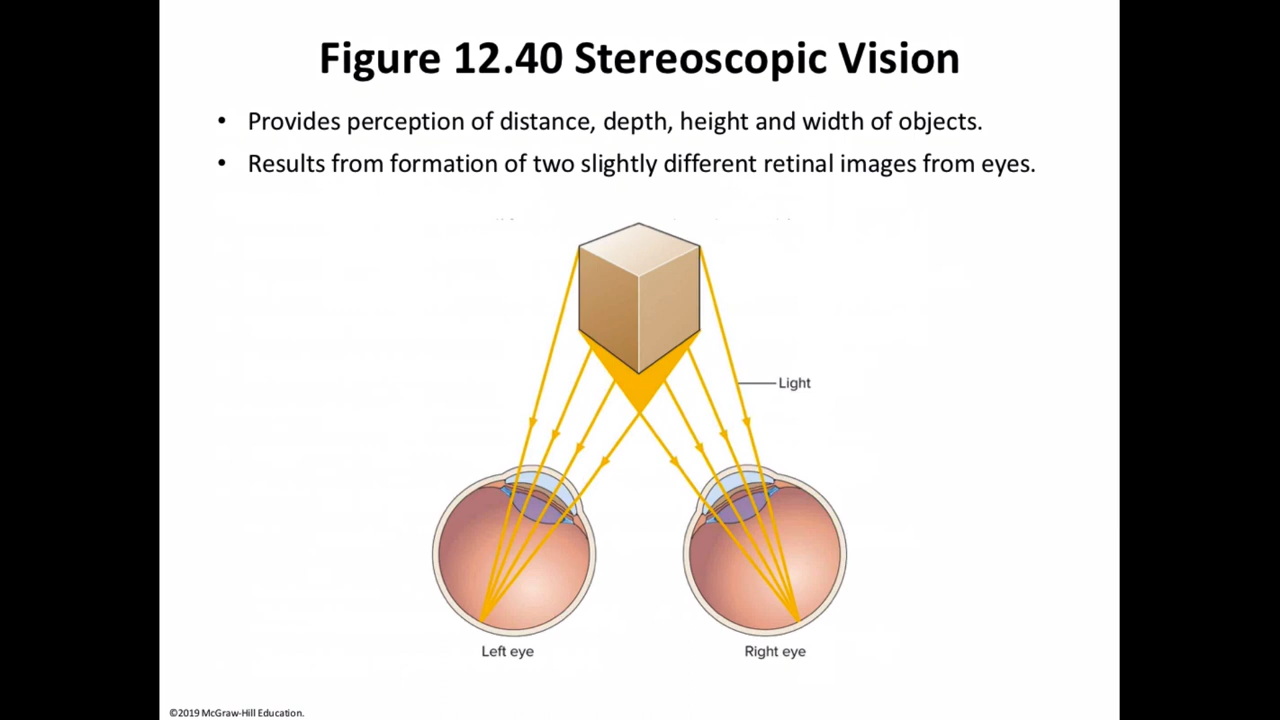 Figure 12.40 Stereoscopic Vision
• Provides perception of distance, depth, height and width of objects.
• Results from formation of two slightly different retinal images from eyes.
Light
Left eye
Right eye
©2019 McGraw-Hill Education.